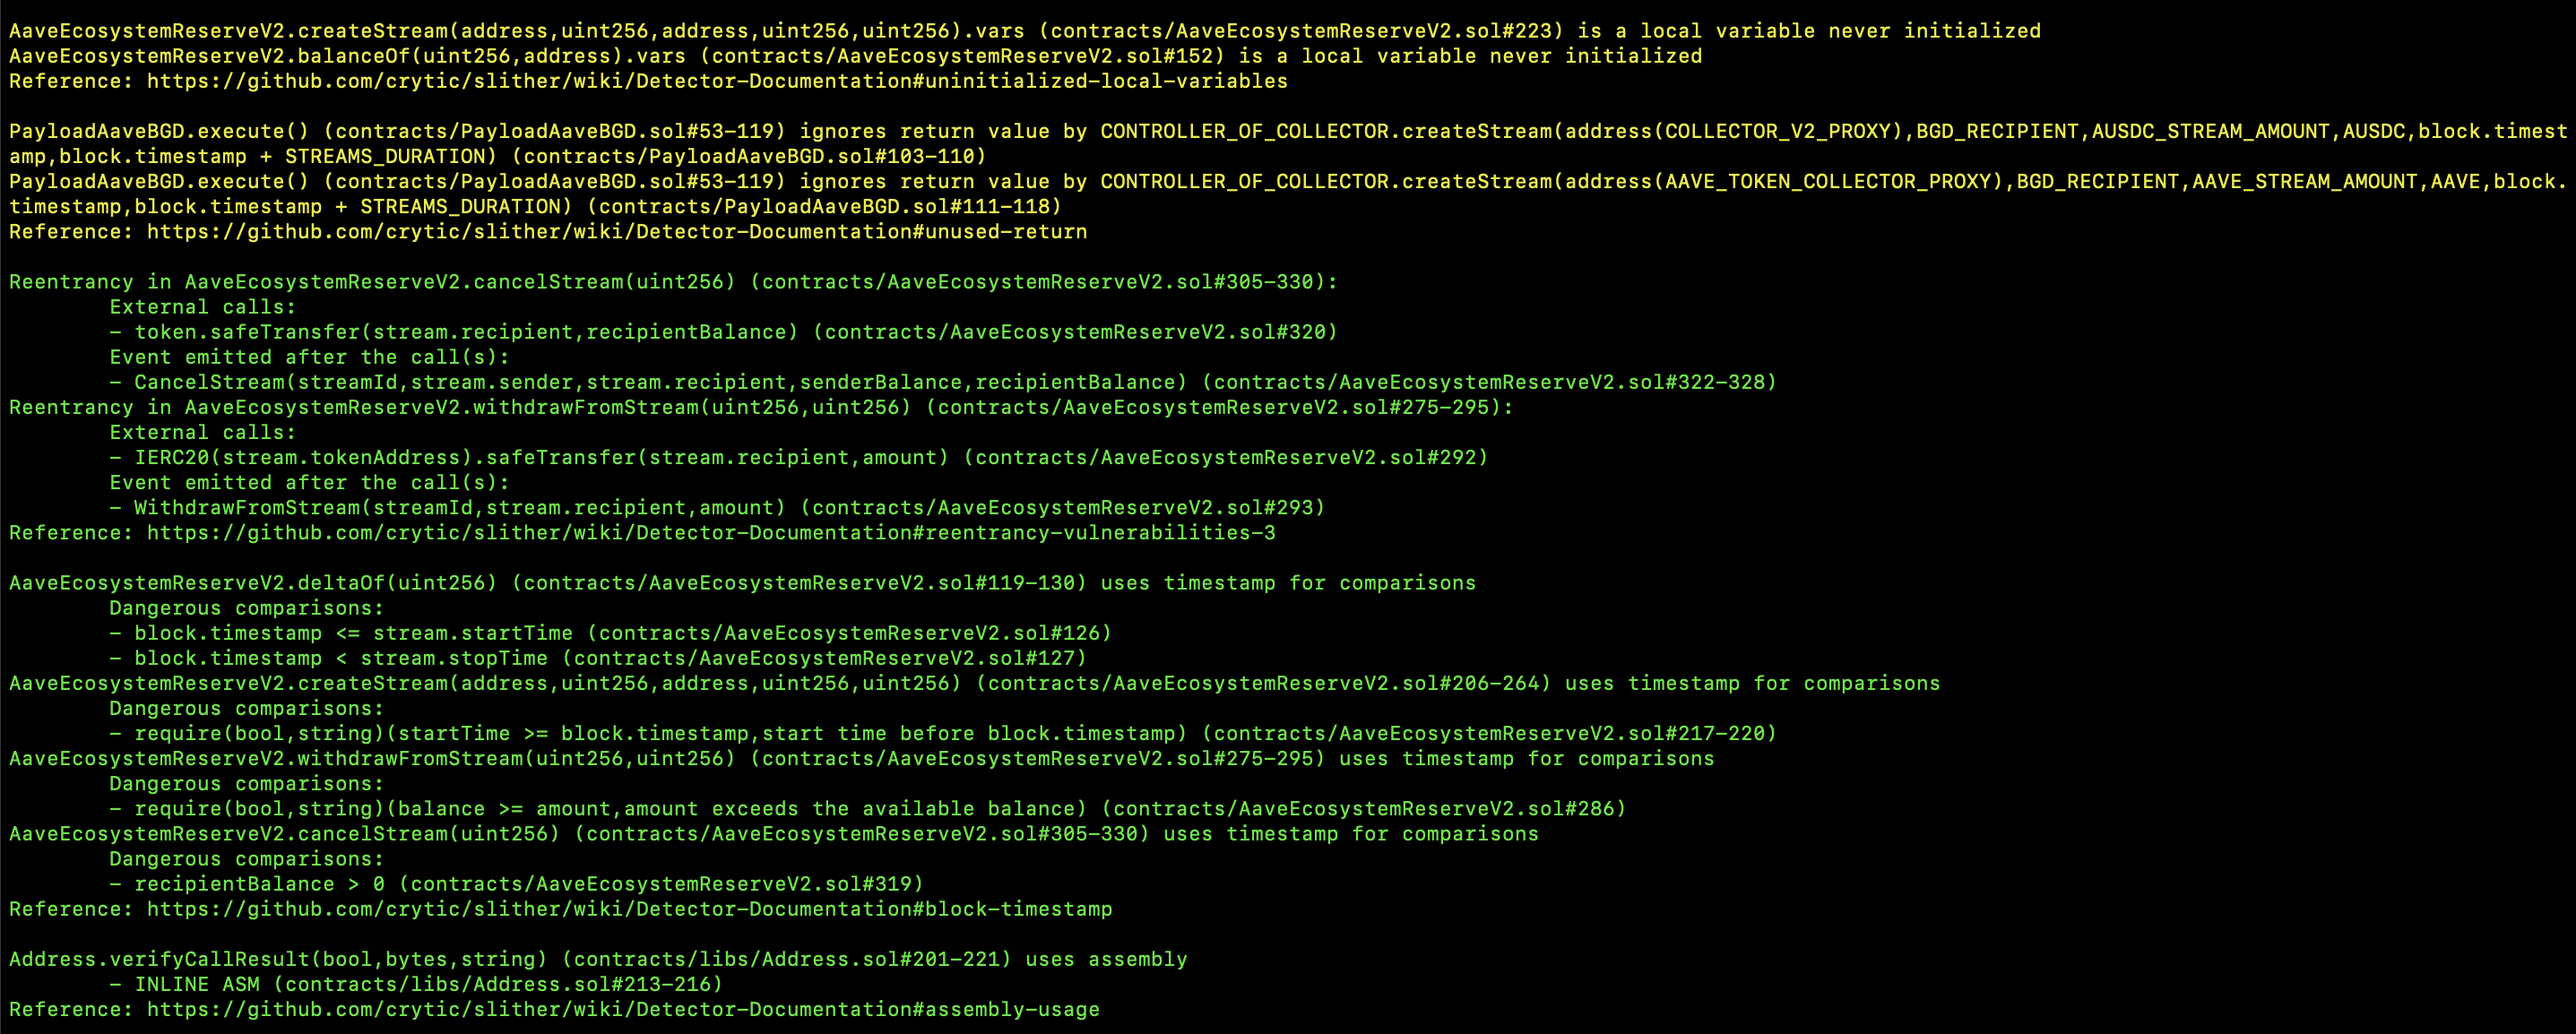 AaveEcosystemReserveV2.createStream(address,uint256,address,uint256,uint256).vars (contracts/AaveEcosystemReserveV2.sol#223) is a local variable never initialized
AaveEcosystemReserveV2.balanceOf(uint256,address).vars (contracts/AaveEcosystemReserveV2.sol#152) is a local variable never initialized
Reference: https://github.com/crytic/slither/wiki/Detector-Documentation#uninitialized-local-variables

PayloadAaveBGD.execute() (contracts/PayloadAaveBGD.sol#53-119) ignores return value by CONTROLLER_OF_COLLECTOR.createStream(address(COLLECTOR_V2_PROXY),BGD_RECIPIENT,AUSDC_STREAM_AMOUNT,AUSDC,block.timest
amp,block.timestamp + STREAMS_DURATION) (contracts/PayloadAaveBGD.sol#103-110)
PayloadAaveBGD.execute() (contracts/PayloadAaveBGD.sol#53-119) ignores return value by CONTROLLER_OF_COLLECTOR.createStream(address(AAVE_TOKEN_COLLECTOR_PROXY),BGD_RECIPIENT,AAVE_STREAM_AMOUNT,AAVE,block.
timestamp,block.timestamp + STREAMS_DURATION) (contracts/PayloadAaveBGD.sol#111-118)
Reference: https://github.com/crytic/slither/wiki/Detector-Documentation#unused-return

Reentrancy in AaveEcosystemReserveV2.cancelStream(uint256) (contracts/AaveEcosystemReserveV2.sol#305-330):
        External calls:
        - token.safeTransfer(stream.recipient,recipientBalance) (contracts/AaveEcosystemReserveV2.sol#320)
        Event emitted after the call(s):
        - CancelStream(streamId,stream.sender,stream.recipient,senderBalance,recipientBalance) (contracts/AaveEcosystemReserveV2.sol#322-328)
Reentrancy in AaveEcosystemReserveV2.withdrawFromStream(uint256,uint256) (contracts/AaveEcosystemReserveV2.sol#275-295):
        External calls:
        - IERC20(stream.tokenAddress).safeTransfer(stream.recipient,amount) (contracts/AaveEcosystemReserveV2.sol#292)
        Event emitted after the call(s):
        - WithdrawFromStream(streamId,stream.recipient,amount) (contracts/AaveEcosystemReserveV2.sol#293)
Reference: https://github.com/crytic/slither/wiki/Detector-Documentation#reentrancy-vulnerabilities-3

AaveEcosystemReserveV2.deltaOf(uint256) (contracts/AaveEcosystemReserveV2.sol#119-130) uses timestamp for comparisons
        Dangerous comparisons:
        - block.timestamp <= stream.startTime (contracts/AaveEcosystemReserveV2.sol#126)
        - block.timestamp < stream.stopTime (contracts/AaveEcosystemReserveV2.sol#127)
AaveEcosystemReserveV2.createStream(address,uint256,address,uint256,uint256) (contracts/AaveEcosystemReserveV2.sol#206-264) uses timestamp for comparisons
        Dangerous comparisons:
        - require(bool,string)(startTime >= block.timestamp,start time before block.timestamp) (contracts/AaveEcosystemReserveV2.sol#217-220)
AaveEcosystemReserveV2.withdrawFromStream(uint256,uint256) (contracts/AaveEcosystemReserveV2.sol#275-295) uses timestamp for comparisons
        Dangerous comparisons:
        - require(bool,string)(balance >= amount,amount exceeds the available balance) (contracts/AaveEcosystemReserveV2.sol#286)
AaveEcosystemReserveV2.cancelStream(uint256) (contracts/AaveEcosystemReserveV2.sol#305-330) uses timestamp for comparisons
        Dangerous comparisons:
        - recipientBalance > 0 (contracts/AaveEcosystemReserveV2.sol#319)
Reference: https://github.com/crytic/slither/wiki/Detector-Documentation#block-timestamp

Address.verifyCallResult(bool,bytes,string) (contracts/libs/Address.sol#201-221) uses assembly
        - INLINE ASM (contracts/libs/Address.sol#213-216)
Reference: https://github.com/crytic/slither/wiki/Detector-Documentation#assembly-usage